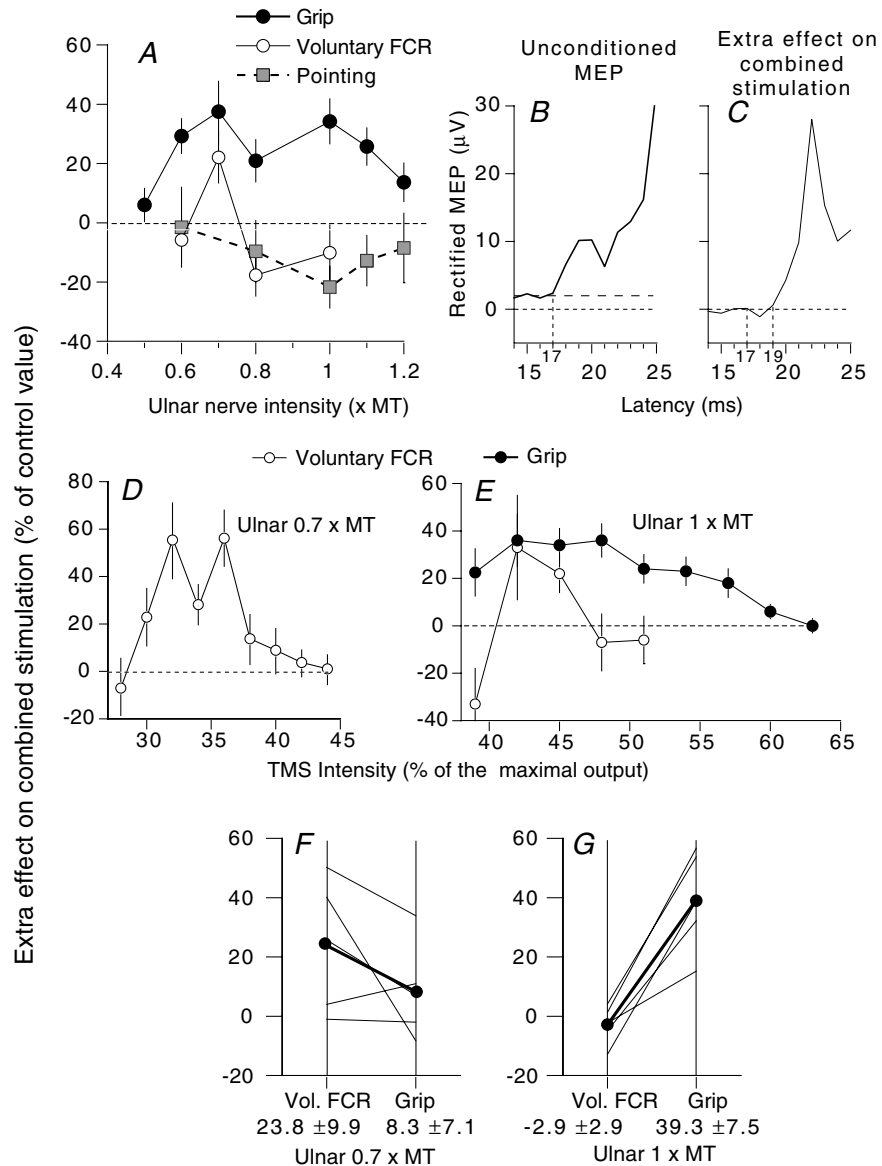 Grip
Voluntary FCR
Pointing
A
60
40
20
0
-20
-40
0.4
0.6
0.8
1
1.2
Ulnar nerve intensity (x MT)
Unconditioned
MEP
Extra effect on
combined
stimulation
B
C
30
20
10
0
Rectified MEP (μV)
17
15
20
25
17
19
15
20
25
Latency (ms)
Extra effect on combined stimulation (% of control value)
Voluntary FCR
Grip
D
Ulnar 0.7 x MT
80
60
40
20
0
-20
30
35
40
45
E
Ulnar 1 x MT
60
40
20
0
-20
-40
40
45
50
55
60
65
TMS Intensity (% of the maximal output)
F
60
40
20
0
-20
Vol. FCR
Grip
23.8 ±9.9
8.3 ±7.1
Ulnar 0.7 x MT
G
60
40
20
0
-20
Vol. FCR
Grip
-2.9 ±2.9
39.3 ±7.5
Ulnar 1 x MT